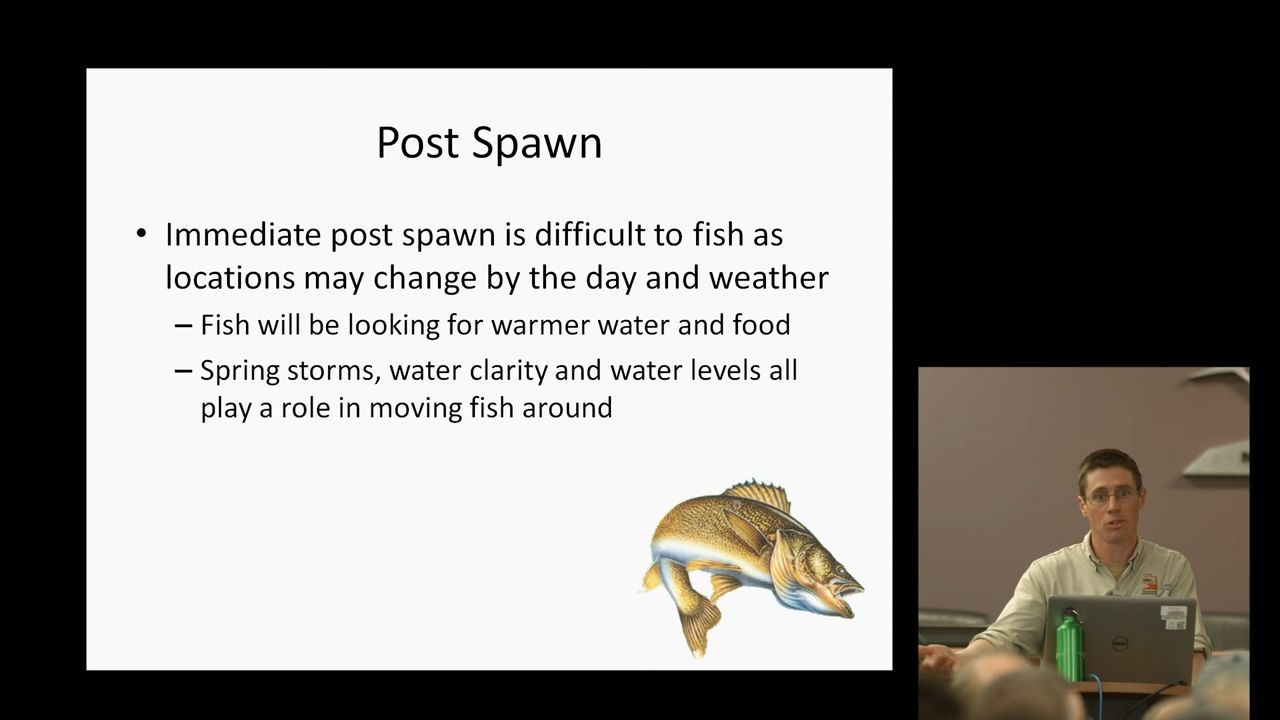 Post Spawn
• Immediate post spawn is difficult to fish as
locations may change by the day and weather
– Fish will be looking for warmer water and food
– Spring storms, water clarity and water levels all
play a role in moving fish around
DELL